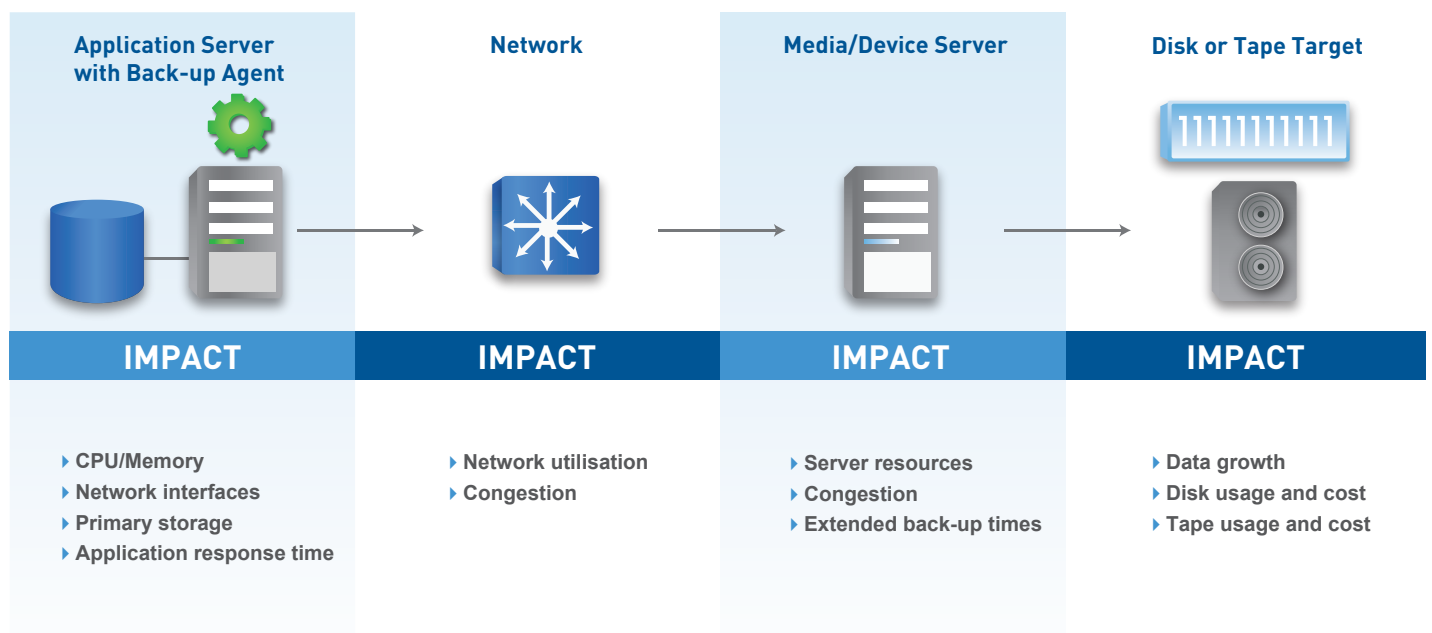 Application Server
with Back-up Agent
Network
Media/Device Server
Disk or Tape Target
IMPACT
IMPACT
IMPACT
IMPACT
CPU/Memory
Network interfaces
Primary storage
Application response time
Network utilisation
Congestion
Server resources
Congestion
Extended back-up times
Data growth
Disk usage and cost
Tape usage and cost